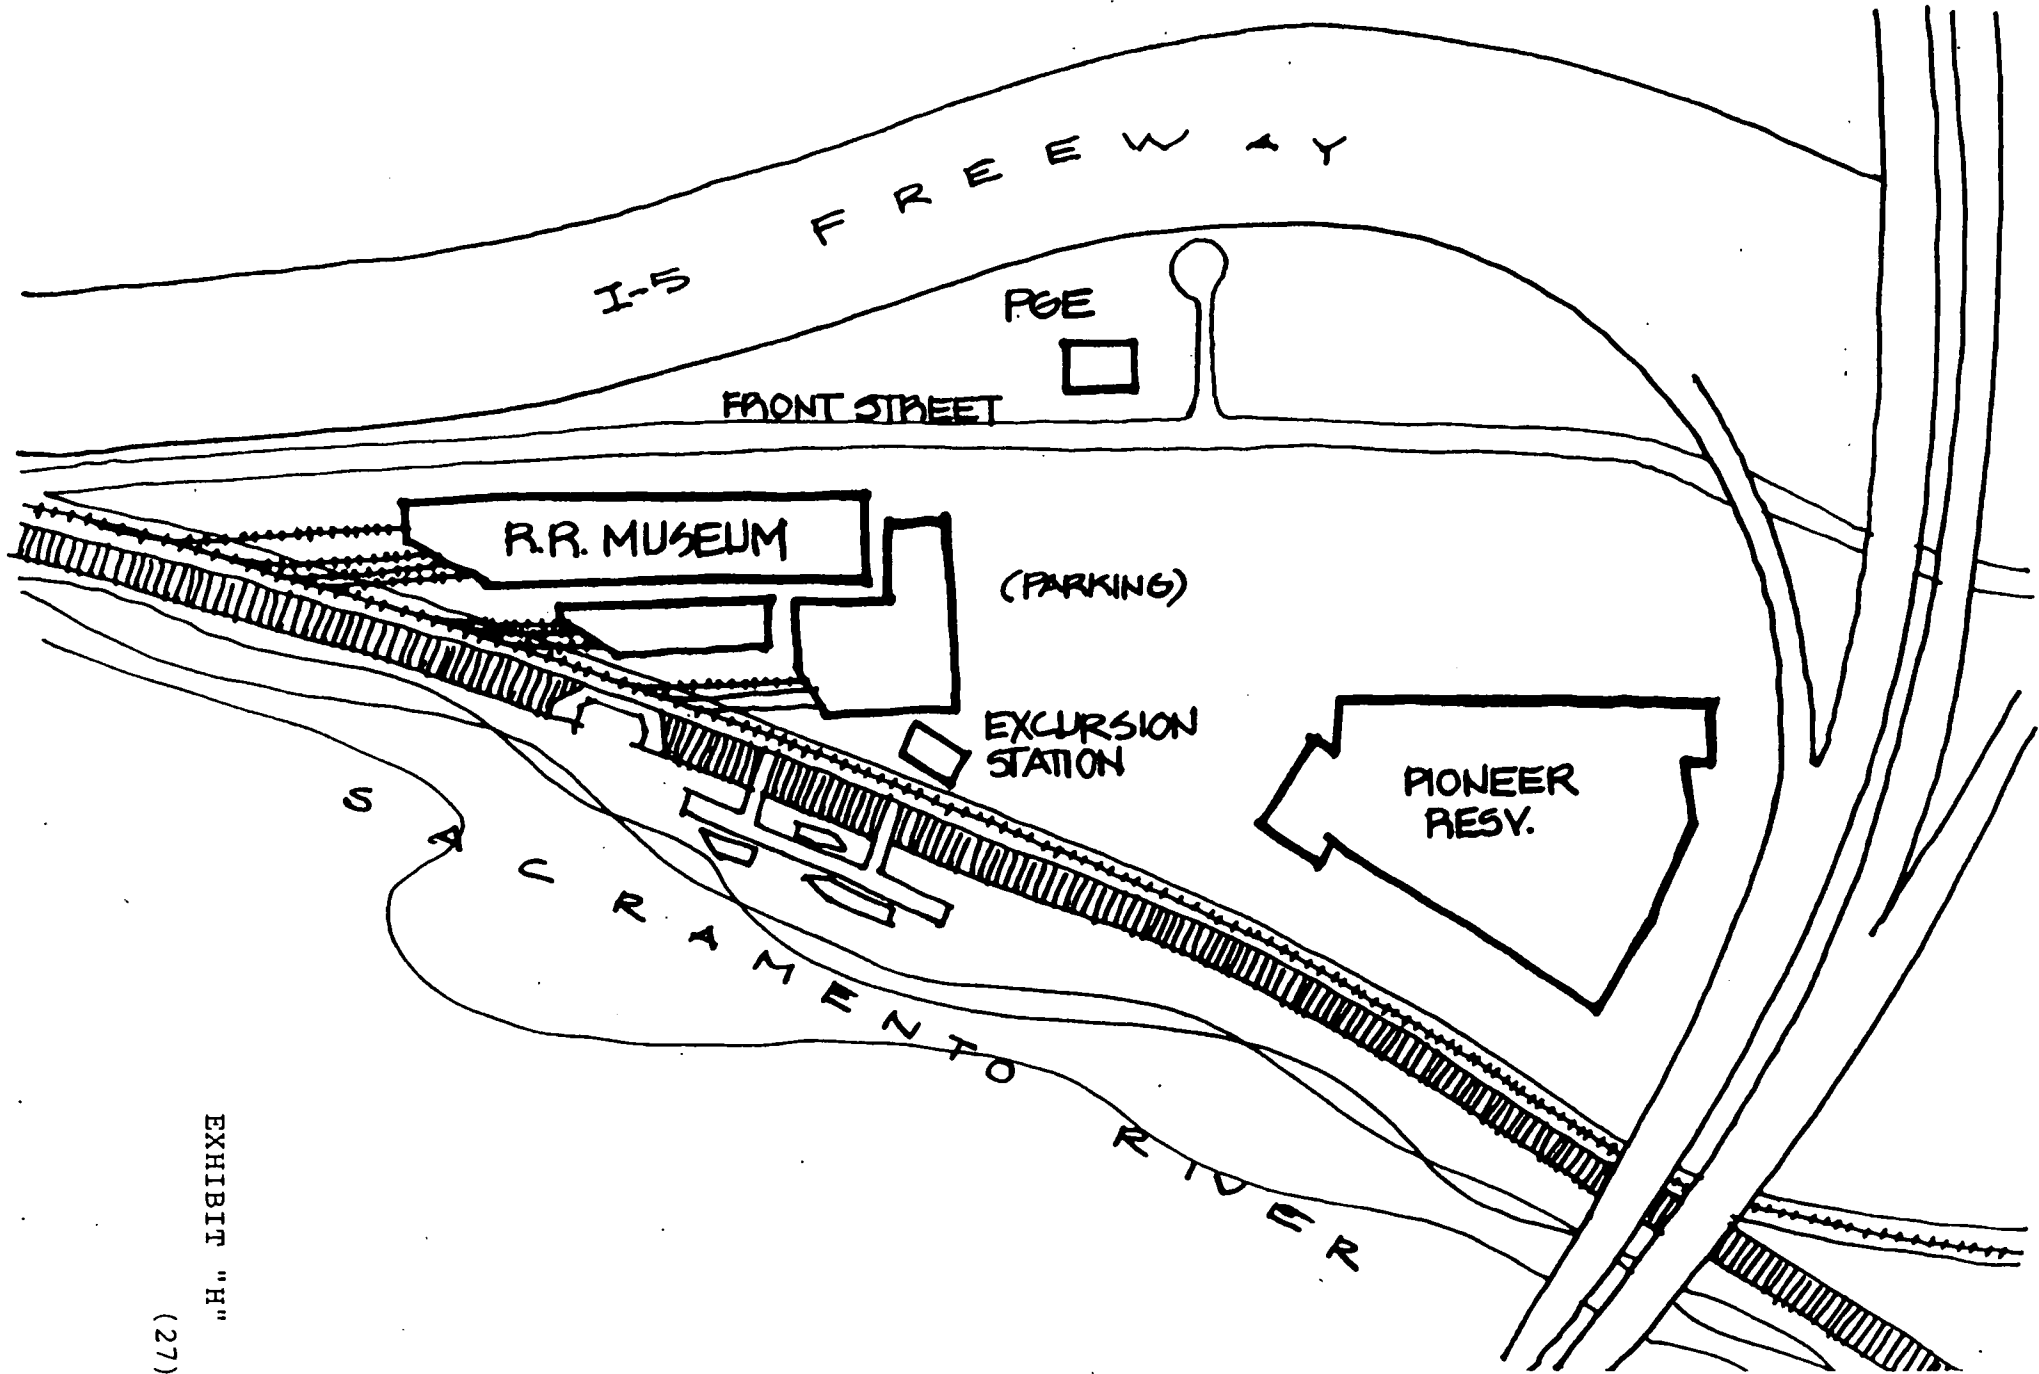 I-5 FREEWAY
PGE
FRONT STREET
R.R. MUSEUM
(PARKING)
EXCURSION
STATION
PIONEER
RESV.
SACRAMENTO RIVER
EXHIBIT "H"
(27)